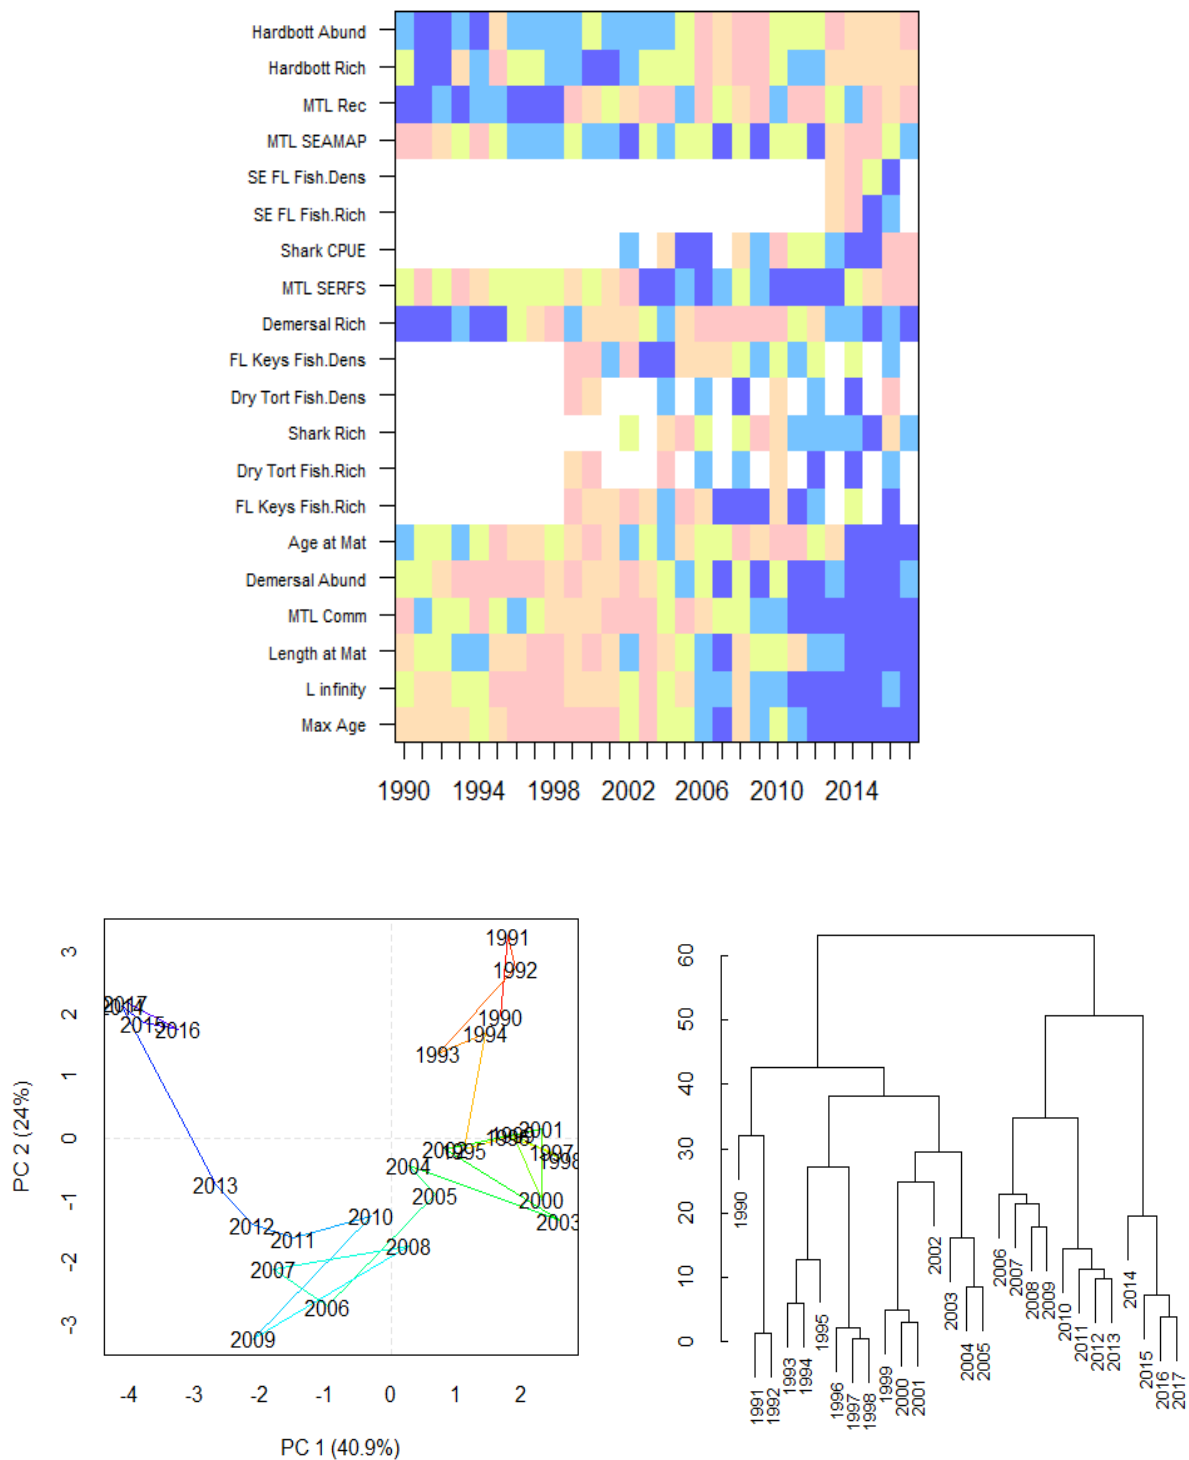 Hardbott Abund
Hardbott Rich
MTL Rec
MTL SEAMAP
SE FL Fish.Dens
SE FL Fish.Rich
Shark CPUE
MTL SERFS
Demersal Rich
FL Keys Fish.Dens
Dry Tort Fish.Dens
Shark Rich
Dry Tort Fish.Rich
FL Keys Fish.Rich
Age at Mat
Demersal Abund
MTL Comm
Length at Mat
L infinity
Max Age
1990 1994 1998 2002 2006 2010 2014
PC 2 (24%)
3
2
1
0
-1
-2
-3
1991
1992
1990
1994
1993
2017
2015
2016
2001
1995
1997
1998
2004
2005
2000
2003
2013
2012
2011
2010
2008
2007
2006
2009
-4 -3 -2 -1 0 1 2
PC 1 (40.9%)
60
50
40
30
20
10
0
1990
1991
1992
1993
1994
1995
1996
1997
1998
1999
2000
2001
2002
2003
2004
2005
2006
2007
2008
2009
2010
2011
2012
2013
2014
2015
2016
2017